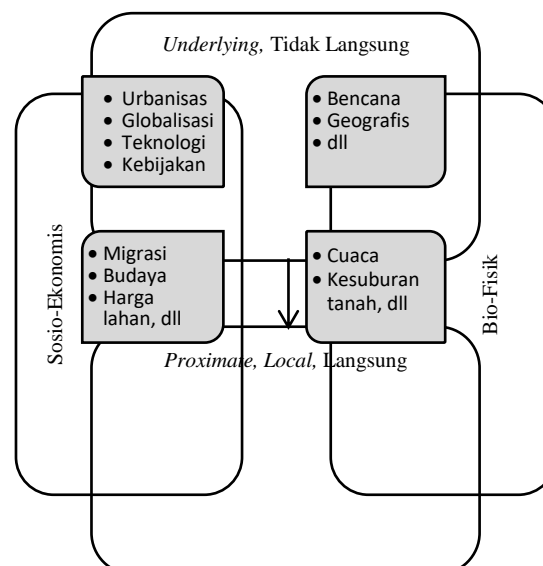 Underlying, Tidak Langsung
• Urbanisas
• Globalisasi
• Teknologi
• Kebijakan
• Bencana
• Geografis
• dll
Sosio-Ekonomis
• Migrasi
• Budaya
• Harga
lahan, dll
• Cuaca
• Kesuburan
tanah, dll
Bio-Fisik
Proximate, Local, Langsung